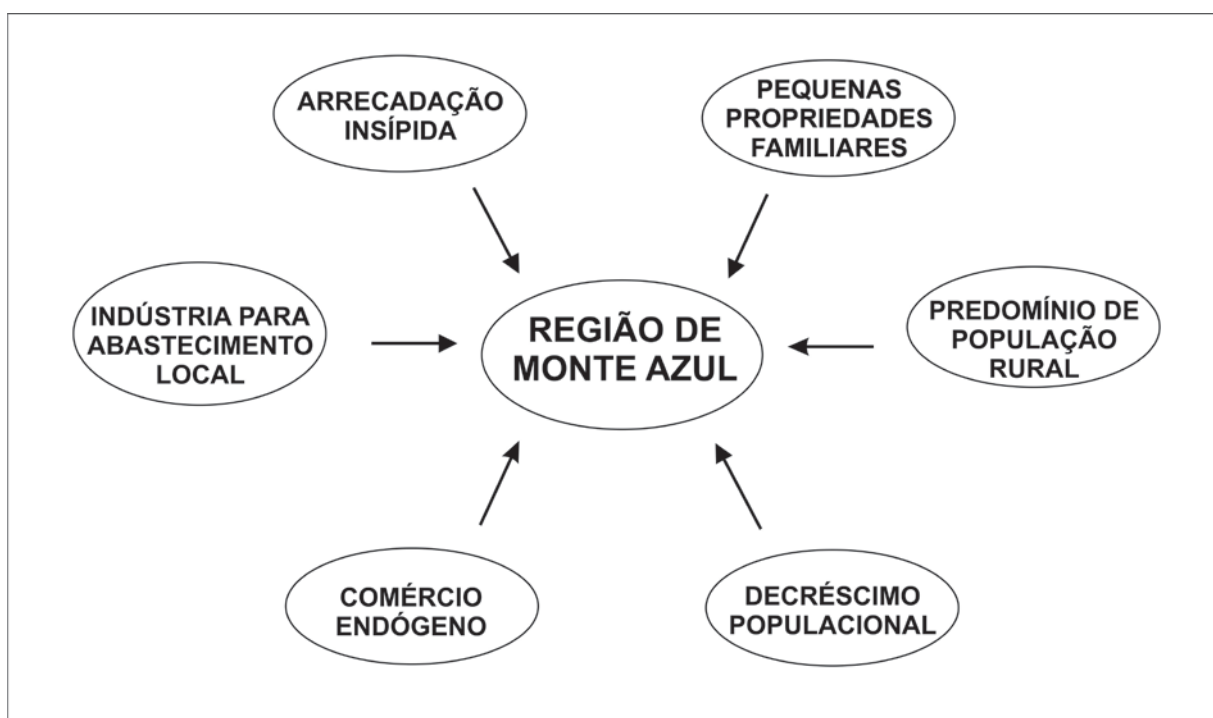 ARRECADAÇÃO
INSÍPIDA
PEQUENAS
PROPRIEDADES
FAMILIARES
INDÚSTRIA PARA
ABASTECIMENTO
LOCAL
REGIÃO DE
MONTE AZUL
PREDOMÍNIO DE
POPULAÇÃO
RURAL
COMÉRCIO
ENDÓGENO
DECRÉSCIMO
POPULACIONAL